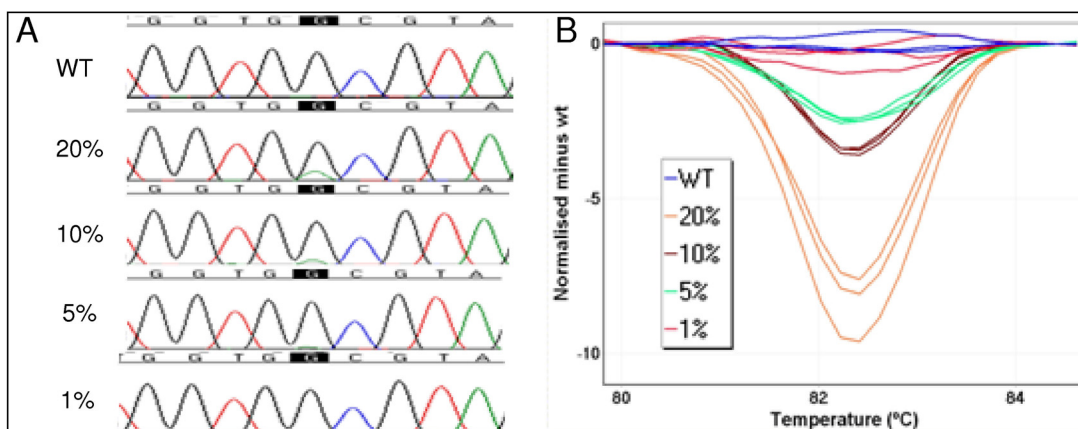 A
G G T G G C G T A
WT
G G T G G C G T A
20%
G G T G G C G T A
10%
G G T G G C G T A
5%
G G T G G C G T A
1%
B
Normalised minus wt
0
-5
-10
WT
20%
10%
5%
1%
80 82 84
Temperature (ºC)